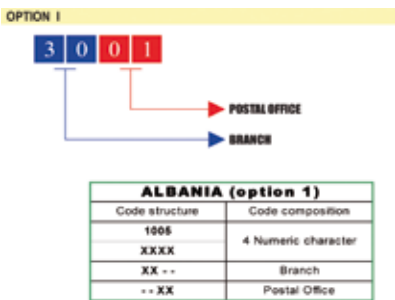 OPTION I
3 0 0 1
POSTAL OFFICE
BRANCH
ALBANIA (option 1)
Code structure Code composition
1005
4 Numeric character
XXXX
XX - - Branch
- - XX Postal Office